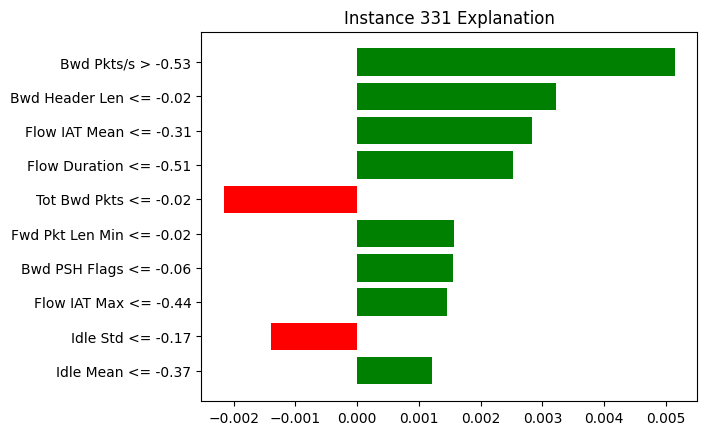 Instance 331 Explanation
Bwd Pkts/s > -0.53
Bwd Header Len <= -0.02
Flow IAT Mean <= -0.31
Flow Duration <= -0.51
Tot Bwd Pkts <= -0.02
Fwd Pkt Len Min <= -0.02
Bwd PSH Flags <= -0.06
Flow IAT Max <= -0.44
Idle Std <= -0.17
Idle Mean <= -0.37
−0.002 −0.001 0.000 0.001 0.002 0.003 0.004 0.005